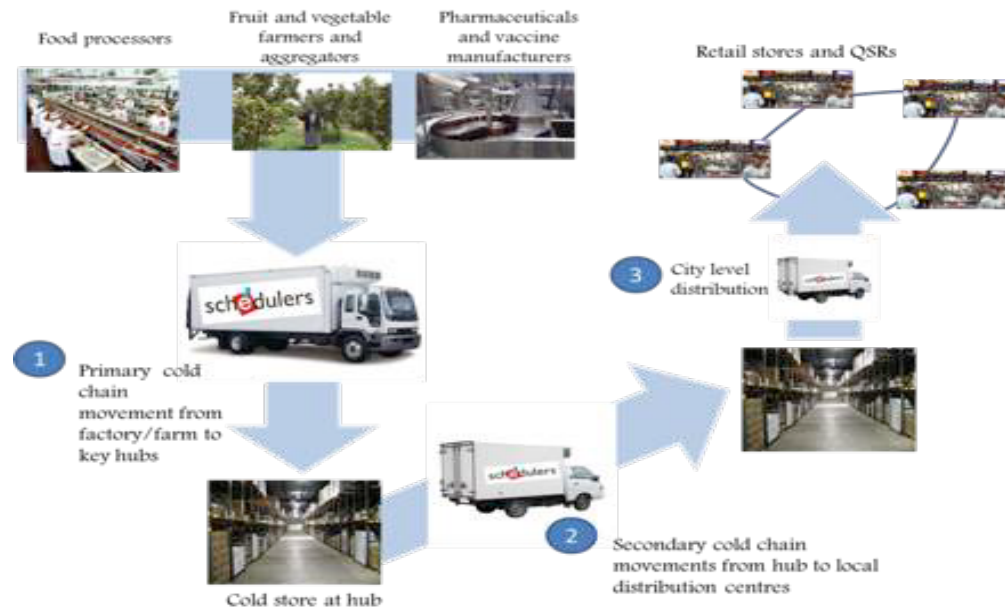 Food processors
Fruit and vegetable
farmers and
aggregators
Pharmaceuticals
and vaccine
manufacturers
Retail stores and QSRs
schedulers
1
Primary cold
chain
movement from
factory/farm to
key hubs
Cold store at hub
schedulers
2
Secondary cold chain
movements from hub to local
distribution centres
3
City level
distribution
schedulers